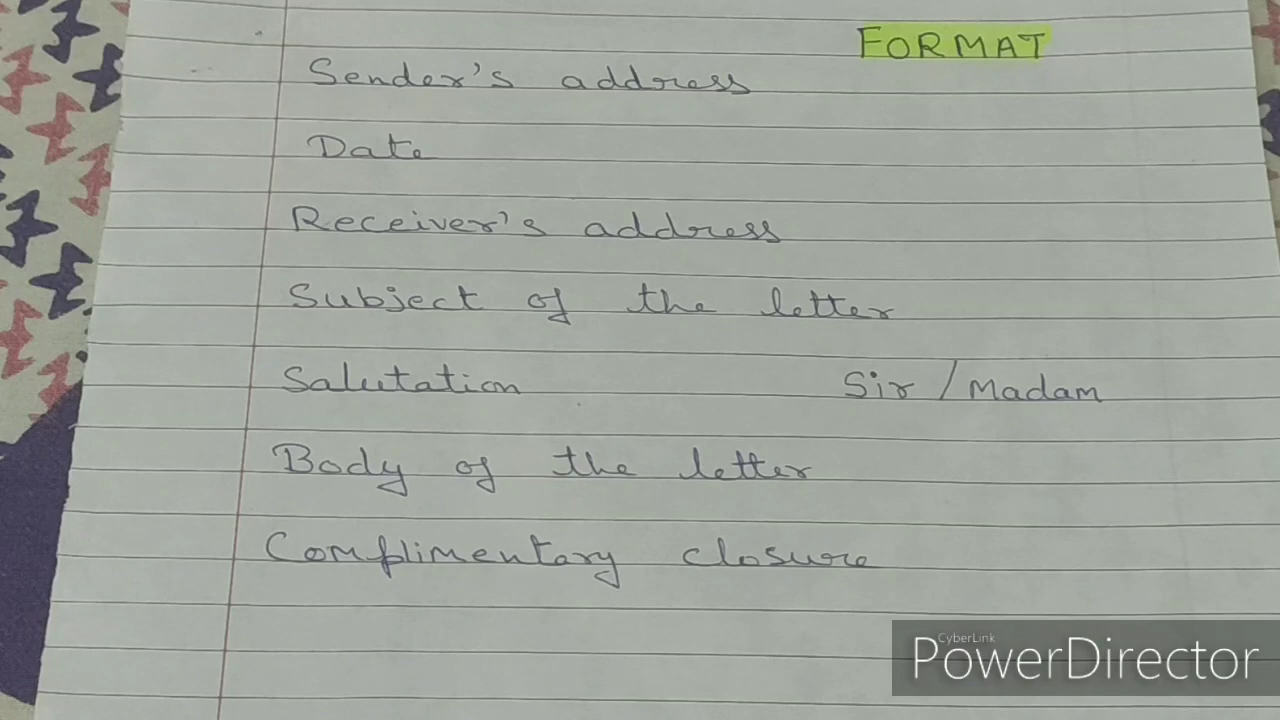 FORMAT
Sender's address
Date
Receiver's address
Subject of the letter
Salutation Sir / Madam
Body of the letter
Complimentary closure
CyberLink
PowerDirector